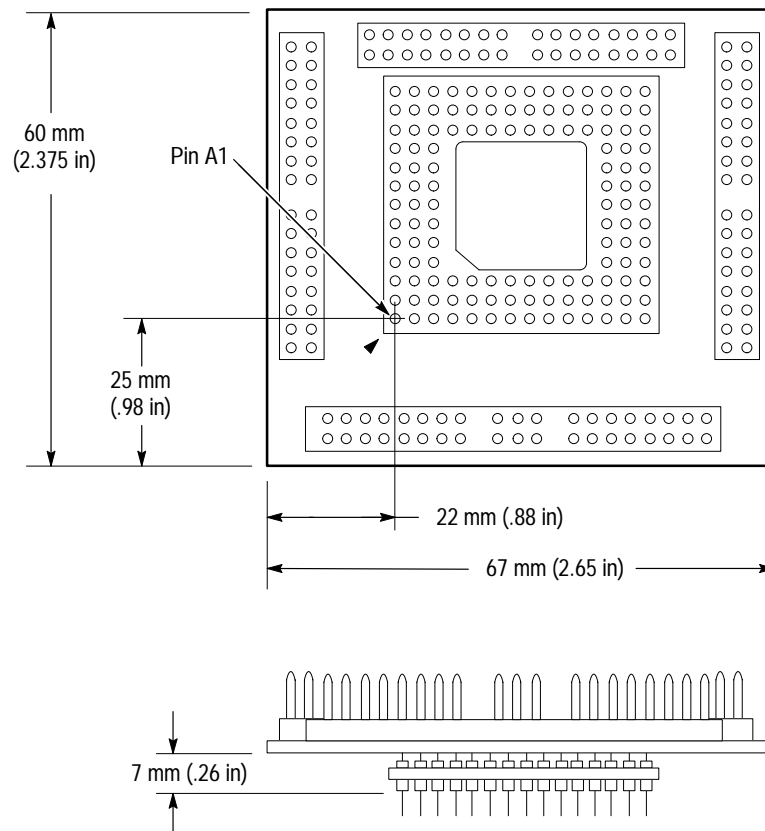 60 mm
(2.375 in)
Pin A1
25 mm
(.98 in)
22 mm (.88 in)
67 mm (2.65 in)
7 mm (.26 in)